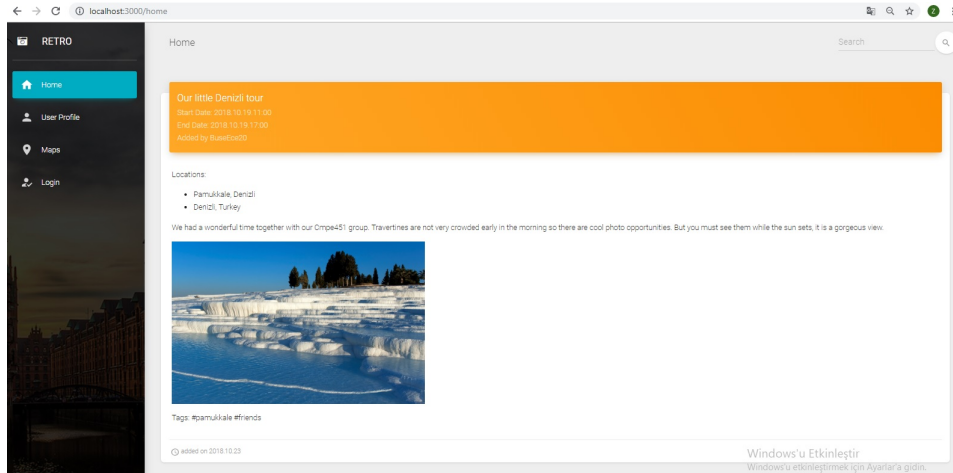 localhost:3000/home
Z
RETRO
Home
Search
Home
User Profile
Maps
Login
Our little Denizli tour
Start Date: 2018.10.19.11:00
End Date: 2018.10.19.17:00
Added by BuseEce20
Locations:
Pamukkale, Denizli
Denizli, Turkey
We had a wonderful time together with our Cmpe451 group. Travertines are not very crowded early in the morning so there are cool photo opportunities. But you must see them while the sun sets, it is a gorgeous view.
Tags: #pamukkale #friends
added on 2018.10.23
Windows'u Etkinleştir
Windows'u etkinleştirmek için Ayarlar'a gidin.